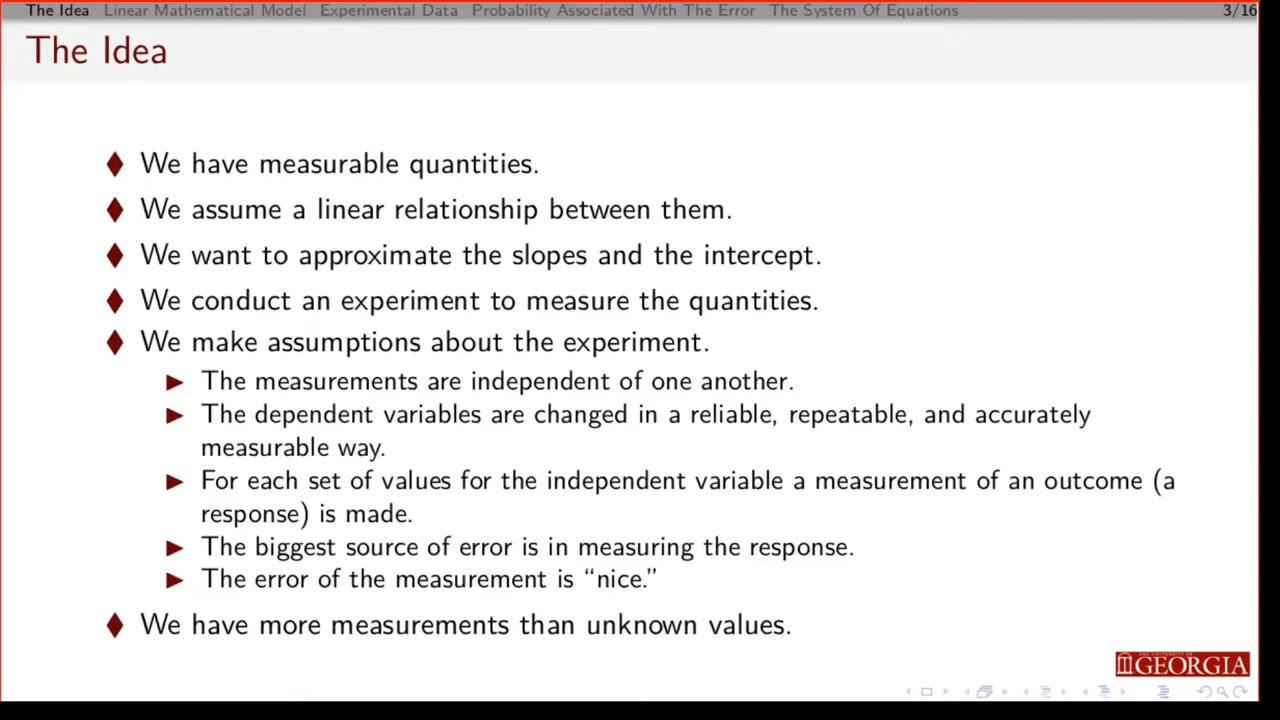 The Idea Linear Mathematical Model Experimental Data Probability Associated With The Error The System Of Equations 3/16
The Idea
We have measurable quantities.
We assume a linear relationship between them.
We want to approximate the slopes and the intercept.
We conduct an experiment to measure the quantities.
We make assumptions about the experiment.
The measurements are independent of one another.
The dependent variables are changed in a reliable, repeatable, and accurately
measurable way.
For each set of values for the independent variable a measurement of an outcome (a
response) is made.
The biggest source of error is in measuring the response.
The error of the measurement is “nice.”
We have more measurements than unknown values.
GEORGIA